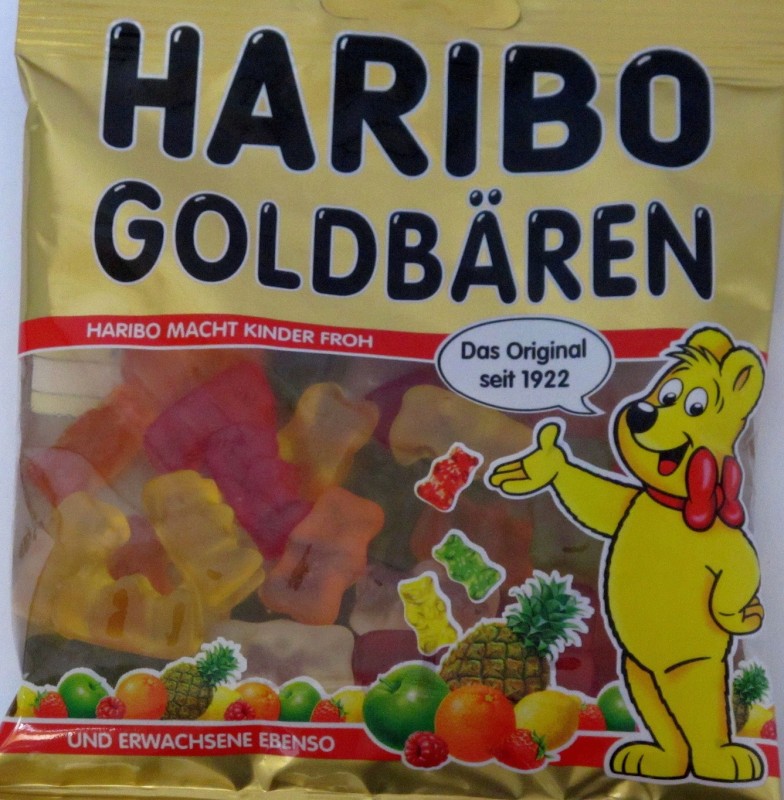 HARIBO
GOLDBÄREN
HARIBO MACHT KINDER FROH
Das Original
seit 1922
UND ERWACHSENE EBENSO